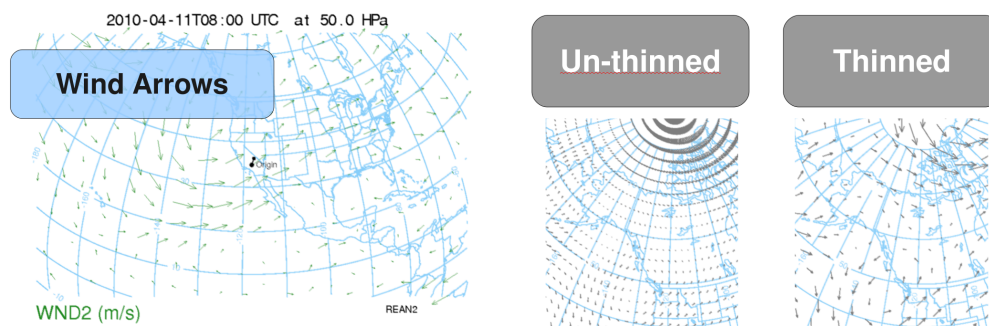 2010-04-11T08:00 UTC at 50.0 HPa
Wind Arrows
Origin
WND2 (m/s)
REAN2
Un-thinned
Thinned